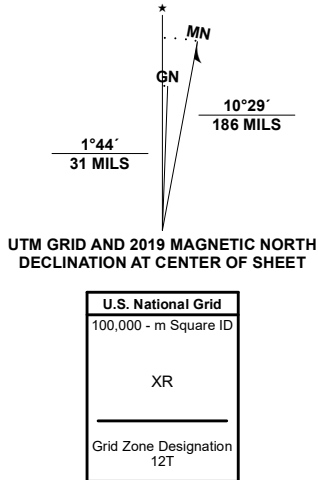 ★
MN
GN
1°44´
31 MILS
10°29´
186 MILS
UTM GRID AND 2019 MAGNETIC NORTH
DECLINATION AT CENTER OF SHEET
U.S. National Grid
100,000 - m Square ID
XR
Grid Zone Designation
12T